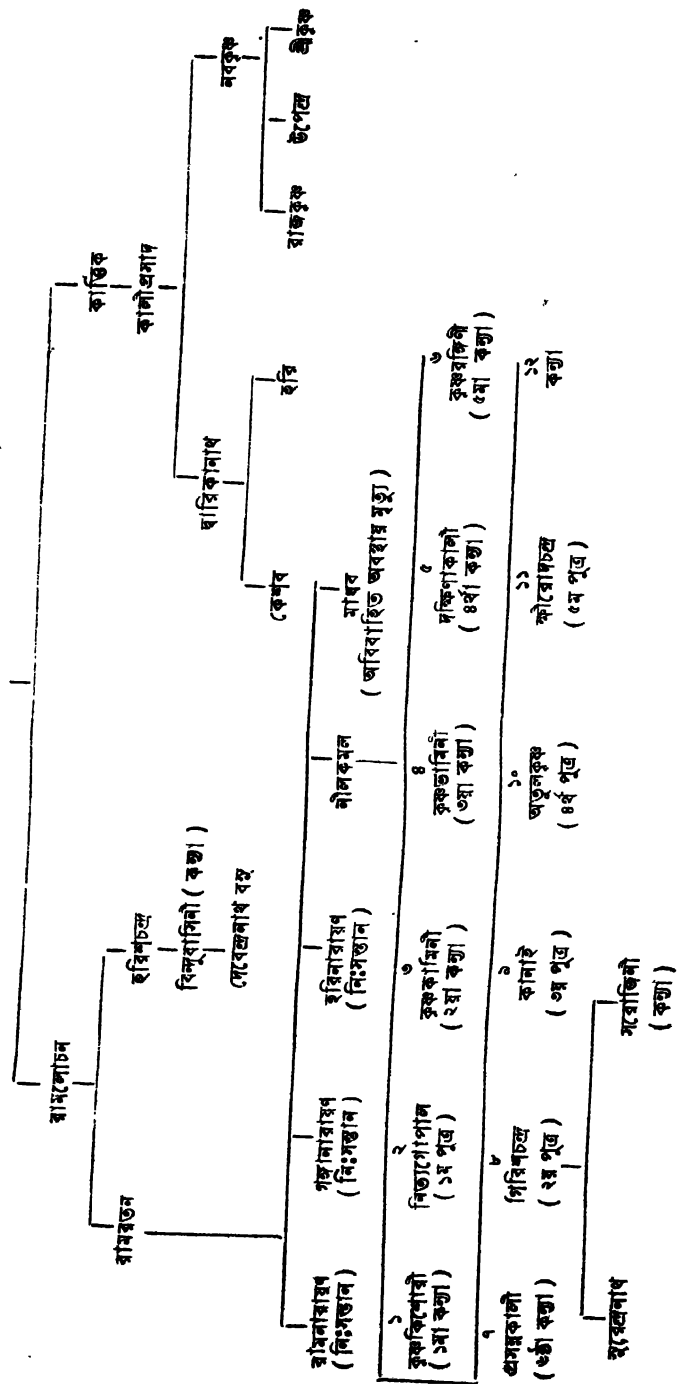 রামলোচন
কার্ত্তিক
কালীপ্রসাদ
রামরতন
হরিশচন্দ্র
বিন্দুবাসিনী ( কন্যা )
দেবেন্দ্রনাথ বসু
দ্বারিকানাথ
নবকৃষ্ণ
কেশব
হরি
রাজকৃষ্ণ
উপেন্দ্র
শ্রীকৃষ্ণ
রামনারায়ণ
( নিঃসন্তান )
গঙ্গানারায়ণ
( নিঃসন্তান )
হরিনারায়ণ
( নিঃসন্তান )
নীলকমল
মাধব
( অবিবাহিত অবস্থায় মৃত্যু )
১
কৃষ্ণকিশোরী
( ১মা কন্যা )
২
নিত্যগোপাল
( ১ম পুত্র )
৩
কৃষ্ণকামিনী
( ২য়া কন্যা )
৪
কৃষ্ণভামিনী
( ৩য়া কন্যা )
৫
দক্ষিণাকালী
( ৪র্থা কন্যা )
৬
কৃষ্ণরঙ্গিণী
( ৫মা কন্যা )
৭
প্রসন্নকালী
( ৬ষ্ঠা কন্যা )
৮
গিরিশচন্দ্র
( ২য় পুত্র )
৯
কানাই
( ৩য় পুত্র )
১০
অতুলকৃষ্ণ
( ৪র্থ পুত্র )
১১
ক্ষীরোদচন্দ্র
( ৫ম পুত্র )
১২
কন্যা
সুরেন্দ্রনাথ
সরোজিনী
( কন্যা )